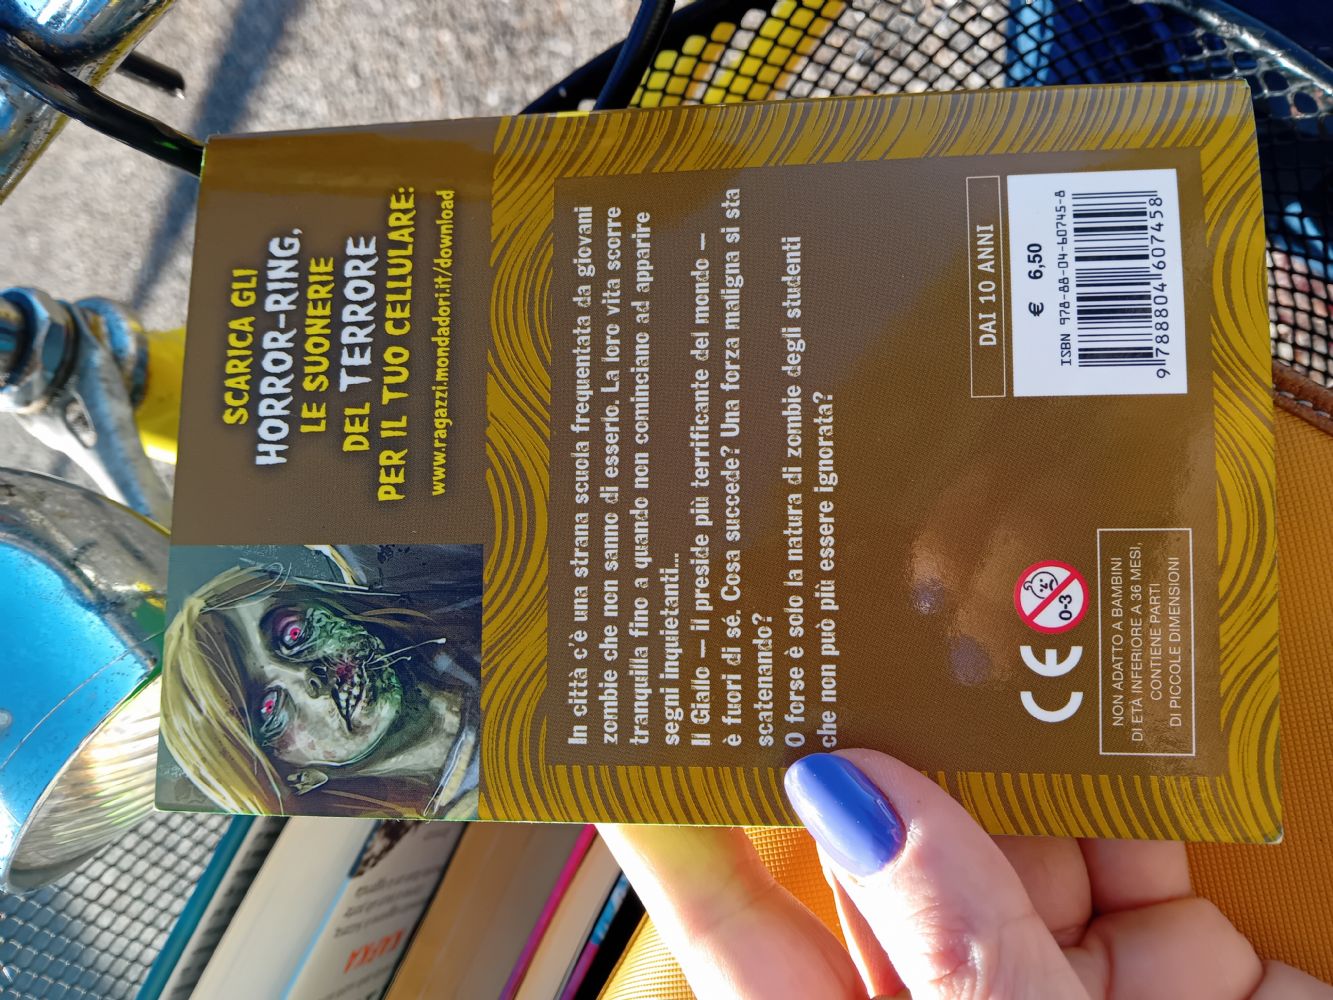 SCARICA GLI
HORROR-RING,
LE SUONERIE
DEL TERRORE
PER IL TUO CELLULARE:
www.ragazzi.mondadori.it/download
In città c'è una strana scuola frequentata da giovani
zombie che non sanno di esserlo. La loro vita scorre
tranquilla fino a quando non cominciano ad apparire
segni inquietanti...
Il Giallo — il preside più terrificante del mondo —
è fuori di sé. Cosa succede? Una forza maligna si sta
scatenando?
O forse è solo la natura di zombie degli studenti
che non può più essere ignorata?
DAI 10 ANNI
€ 6,50
ISBN 978-88-04-60745-8
9 788804 607458
CE
0-3
NON ADATTO A BAMBINI
DI ETÀ INFERIORE A 36 MESI,
CONTIENE PARTI
DI PICCOLE DIMENSIONI
KAFKA